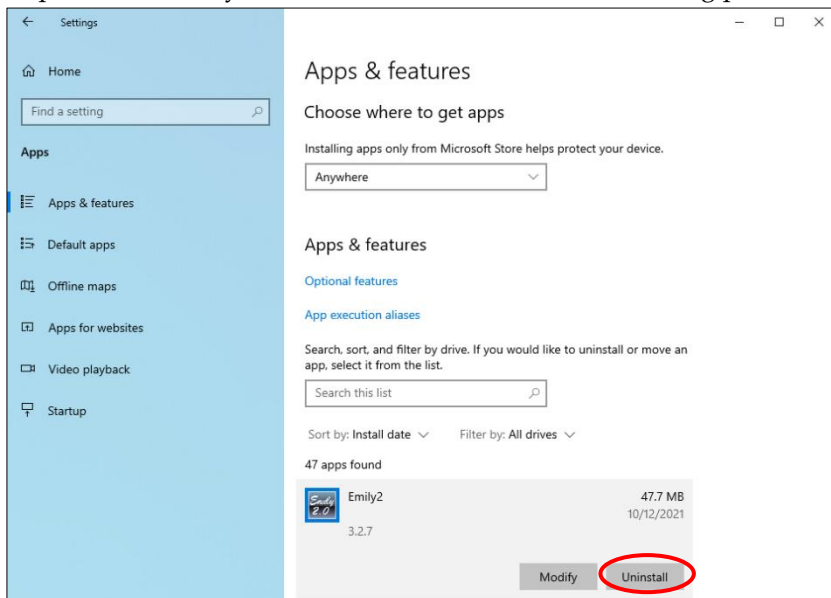 Settings
Home
Find a setting
Apps
Apps & features
Default apps
Offline maps
Apps for websites
Video playback
Startup
Apps & features
Choose where to get apps
Installing apps only from Microsoft Store helps protect your device.
Anywhere
Apps & features
Optional features
App execution aliases
Search, sort, and filter by drive. If you would like to uninstall or move an
app, select it from the list.
Search this list
Sort by: Install date Filter by: All drives
47 apps found
Emily2 47.7 MB
10/12/2021
3.2.7
Modify Uninstall